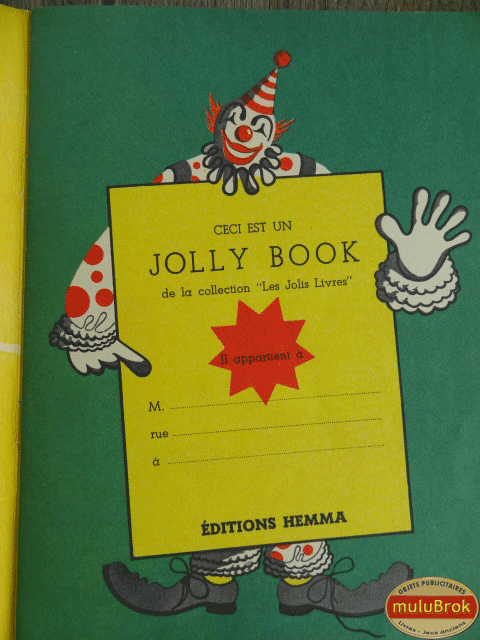 CECI EST UN
JOLLY BOOK
de la collection "Les Jolis Livres"
Il appartient à
M.
rue
à
ÉDITIONS HEMMA
OBJETS PUBLICITAIRES
muluBrok
Livres - Jeux anciens